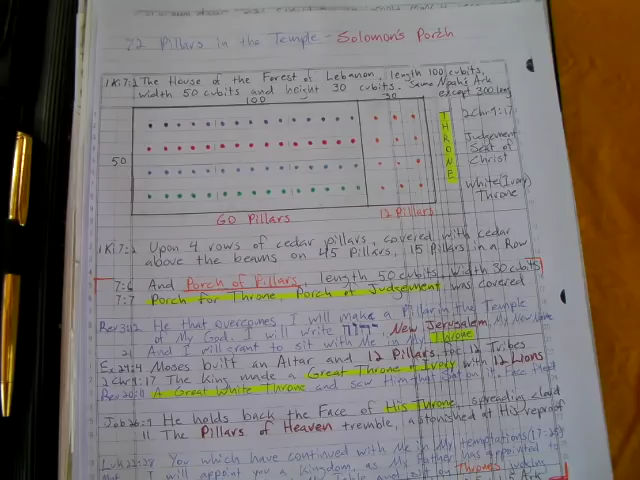 72 Pillars in the Temple - Solomon's Porch
1Ki 7:2 The House of the Forest of Lebanon, length 100 cubits,
width 50 cubits and height 30 cubits. Same Noah's Ark
except 300 long
100
30
50
THRONE
2Chr 9:17
Judgement
Seat of
Christ
White (Ivory)
Throne
60 Pillars
12 Pillars
1Ki 7:2 Upon 4 rows of cedar pillars, covered with cedar
above the beams on 45 Pillars, 15 Pillars in a Row
7:6 And Porch of Pillars, length 50 cubits, width 30 cubits
7:7 Porch for Throne, Porch of Judgement was covered
Rev 3:12 He that overcomes I will make a Pillar in the Temple
of My God. I will write יהוה, New Jerusalem, My New Name
21 And I will grant to sit with Me in My Throne
Ex 24:4 Moses built an Altar and 12 Pillars, for 12 Tribes
2Chr 9:17 The King made a Great Throne of Ivory with 12 Lions
Rev 20:11 A Great White Throne and saw Him that sat on it, Face
Job 26:9 He holds back the Face of His Throne, spreading cloud
11 The Pillars of Heaven tremble, astonished at His reproof
Luk 22:28 You which have continued with Me in My temptations
I will appoint you a Kingdom, as My Father has appointed to
Thrones
Ark